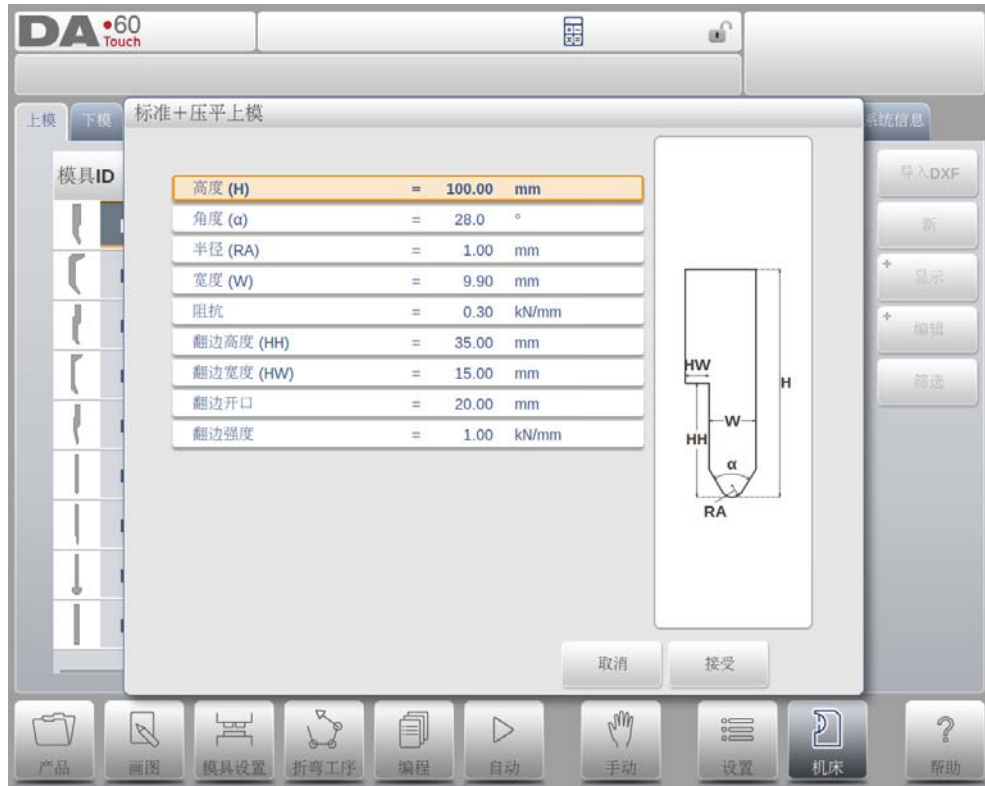 DA•60
Touch
上模
下模
系统信息
标准＋压平上模
模具ID
高度 (H) = 100.00 mm
角度 (α) = 28.0 °
半径 (RA) = 1.00 mm
宽度 (W) = 9.90 mm
阻抗 = 0.30 kN/mm
翻边高度 (HH) = 35.00 mm
翻边宽度 (HW) = 15.00 mm
翻边开口 = 20.00 mm
翻边强度 = 1.00 kN/mm
HW
H
W
HH
α
RA
导入DXF
新
+ 显示
+ 编辑
筛选
取消
接受
产品
画图
模具设置
折弯工序
编程
自动
手动
设置
机床
帮助